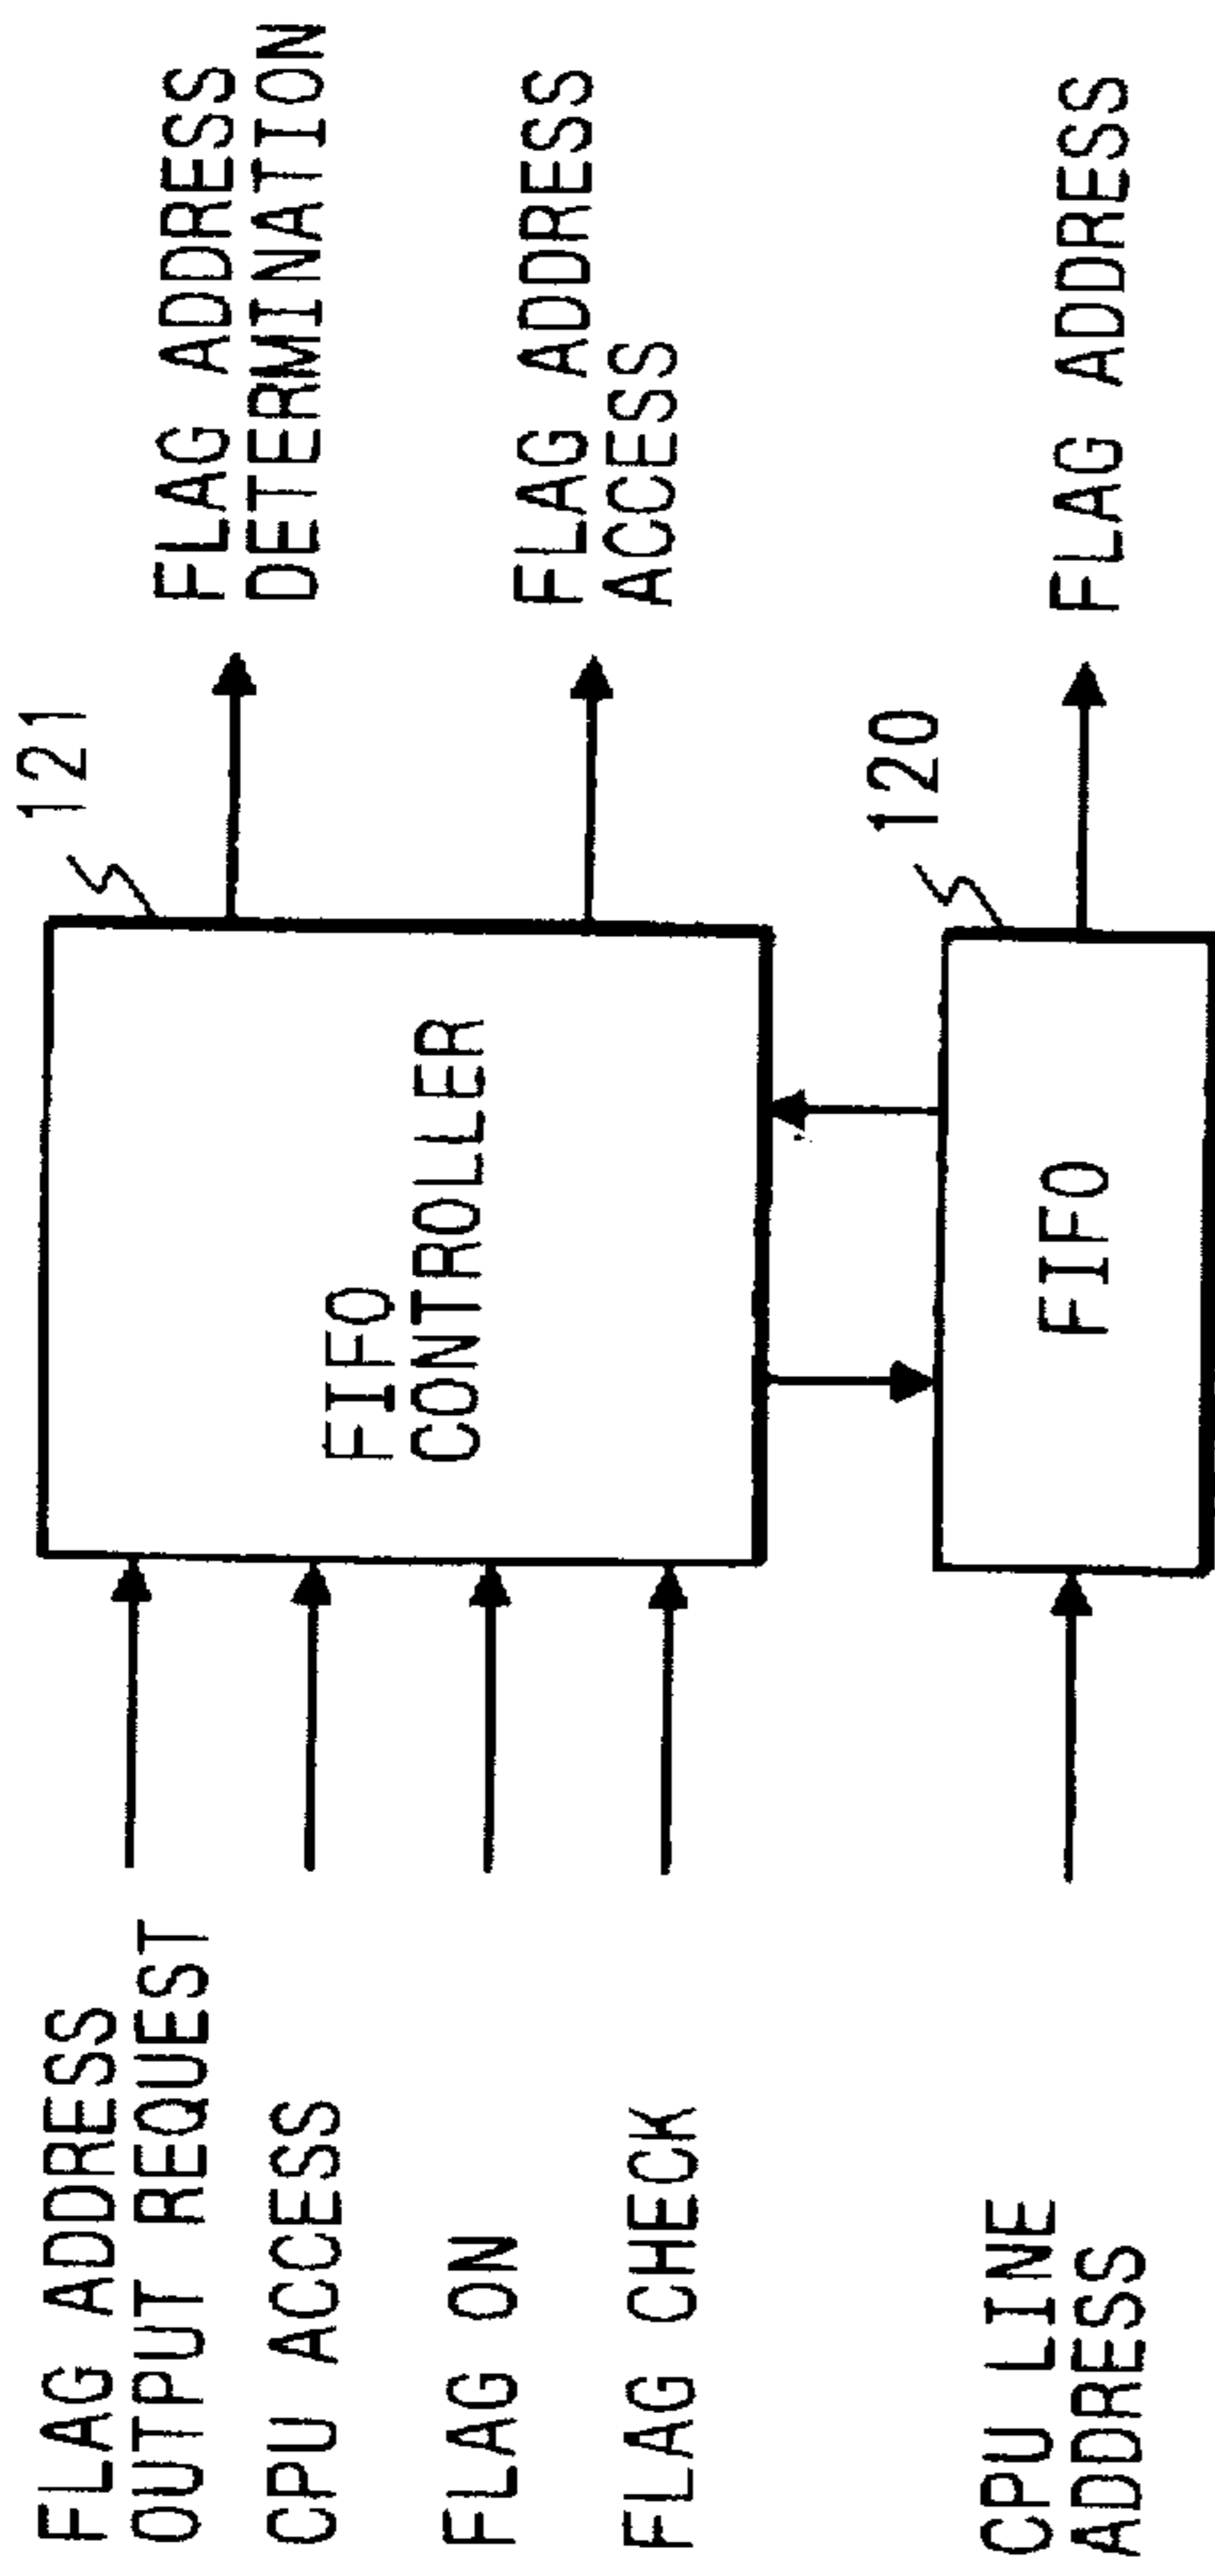 FLAG ADDRESS
OUTPUT REQUEST
CPU ACCESS
FLAG ON
FLAG CHECK
CPU LINE
ADDRESS
FIFO
CONTROLLER
121
FIFO
120
FLAG ADDRESS
DETERMINATION
FLAG ADDRESS
ACCESS
FLAG ADDRESS